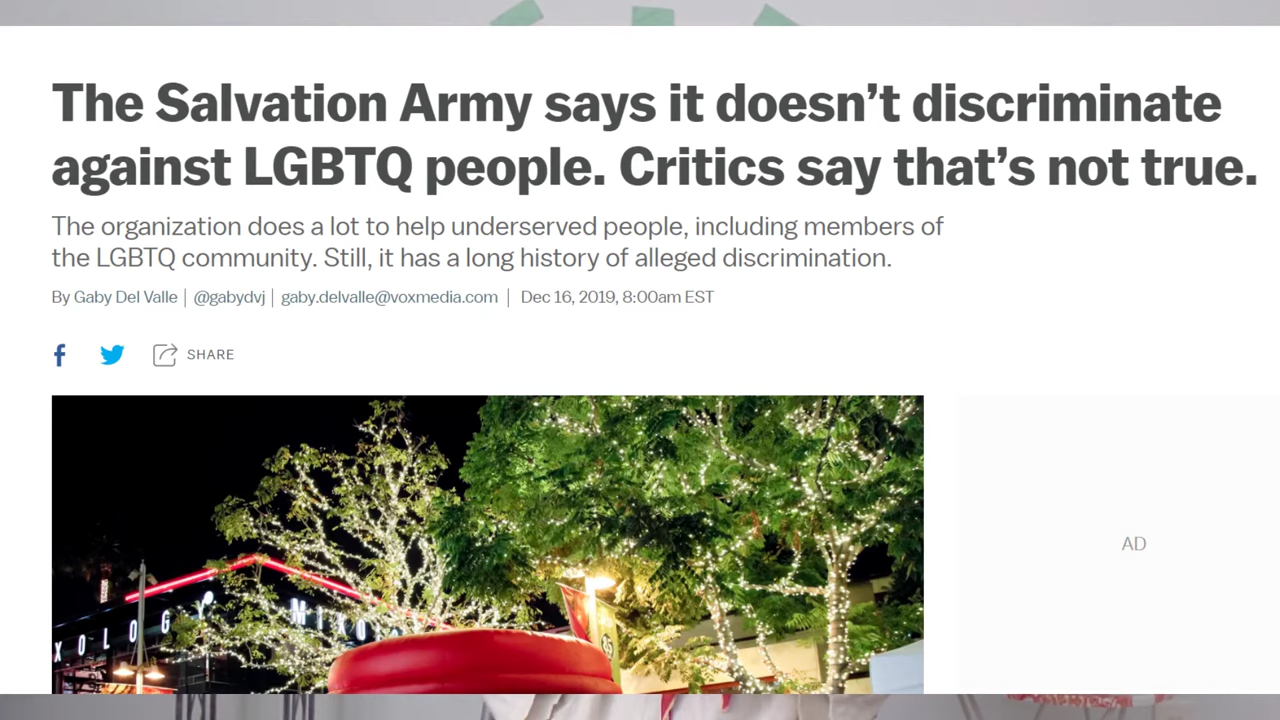 The Salvation Army says it doesn’t discriminate
against LGBTQ people. Critics say that’s not true.
The organization does a lot to help underserved people, including members of
the LGBTQ community. Still, it has a long history of alleged discrimination.
By Gaby Del Valle | @gabydvj | gaby.delvalle@voxmedia.com | Dec 16, 2019, 8:00am EST
SHARE
AD
XOLOGY MIXO